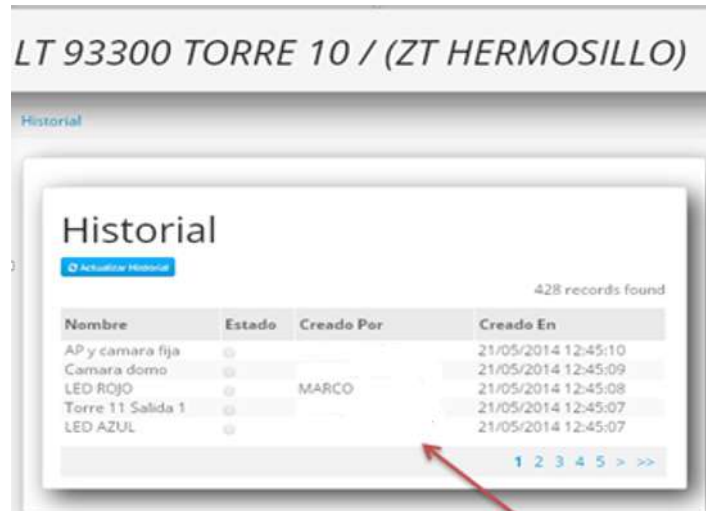 LT 93300 TORRE 10 / (ZT HERMOSILLO)
Historial
Historial
Actualizar Historial
428 records found
Nombre Estado Creado Por Creado En
AP y camara fija 21/05/2014 12:45:10
Camara domo 21/05/2014 12:45:09
LED ROJO MARCO 21/05/2014 12:45:08
Torre 11 Salida 1 21/05/2014 12:45:07
LED AZUL 21/05/2014 12:45:07
1 2 3 4 5 > >>